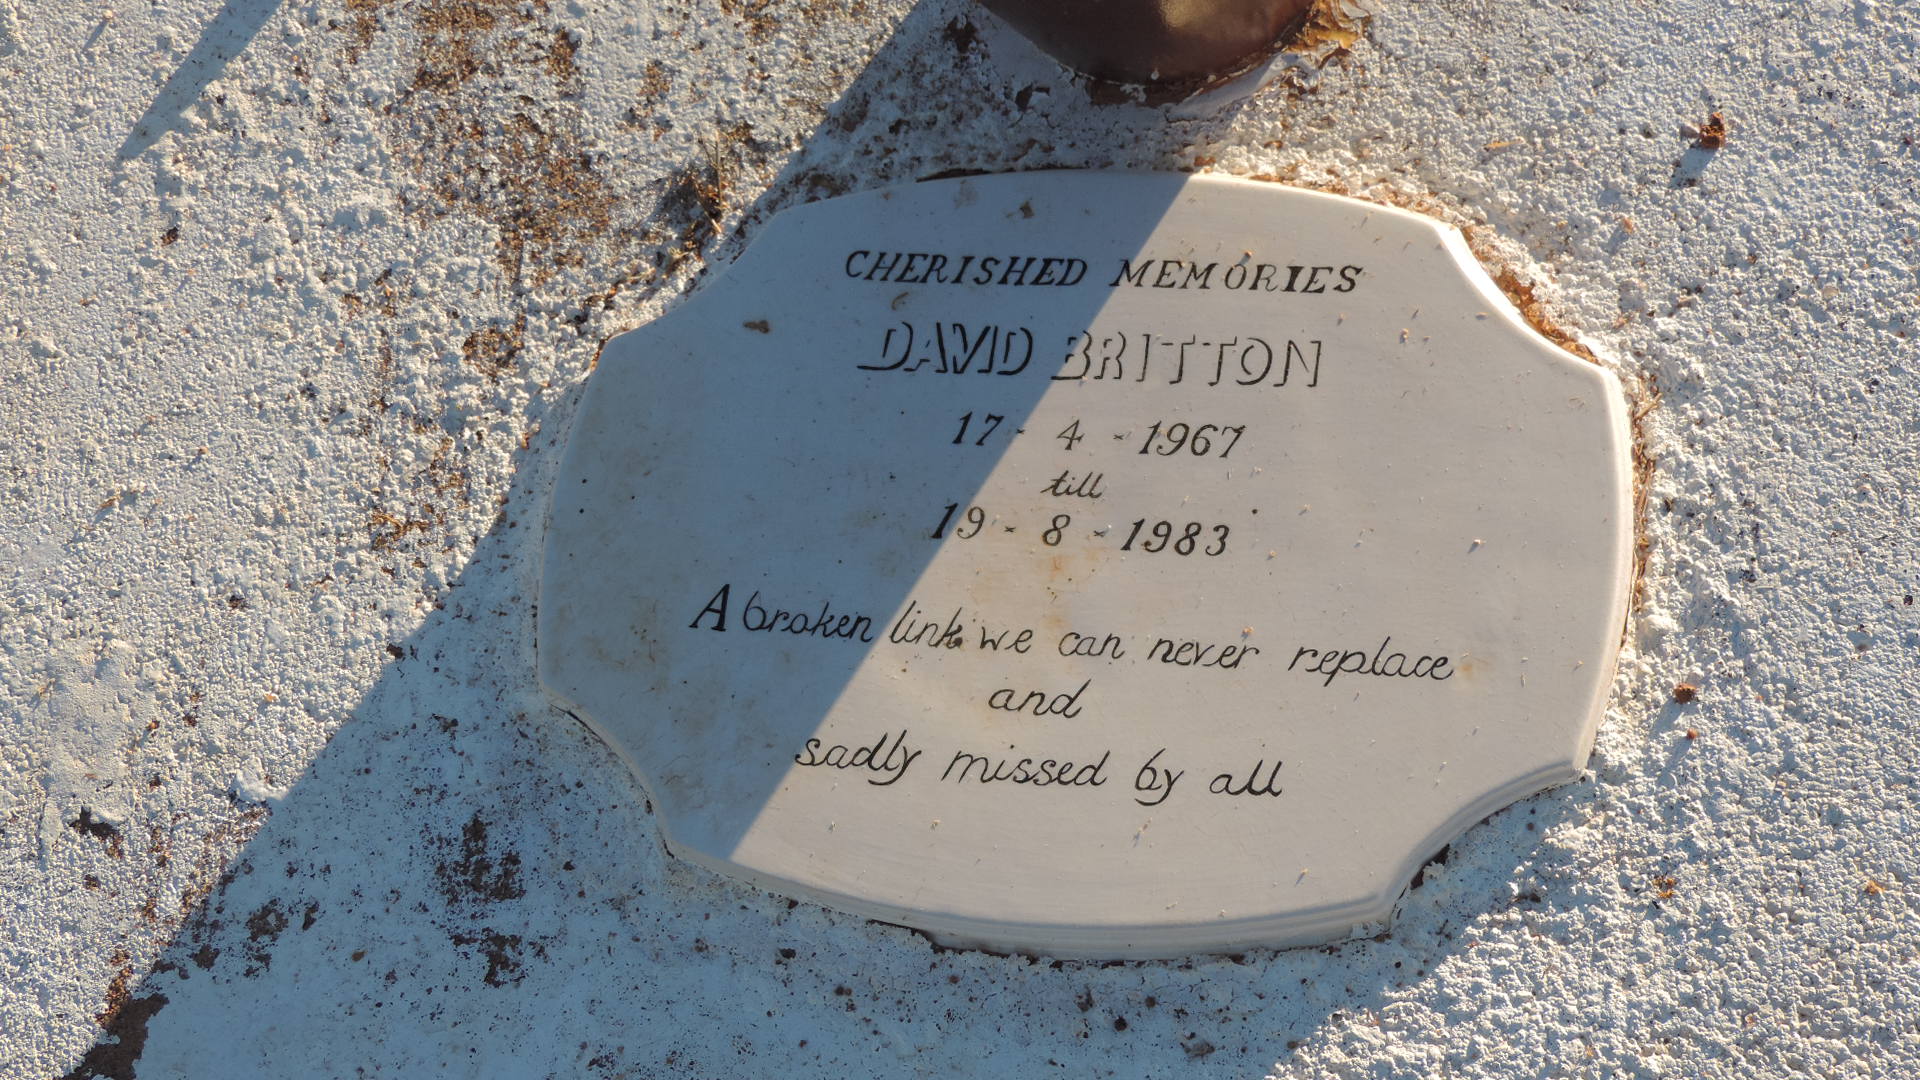 CHERISHED MEMORIES
DAVID BRITTON
17 - 4 - 1967
till
19 - 8 - 1983
A broken link we can never replace
and
sadly missed by all